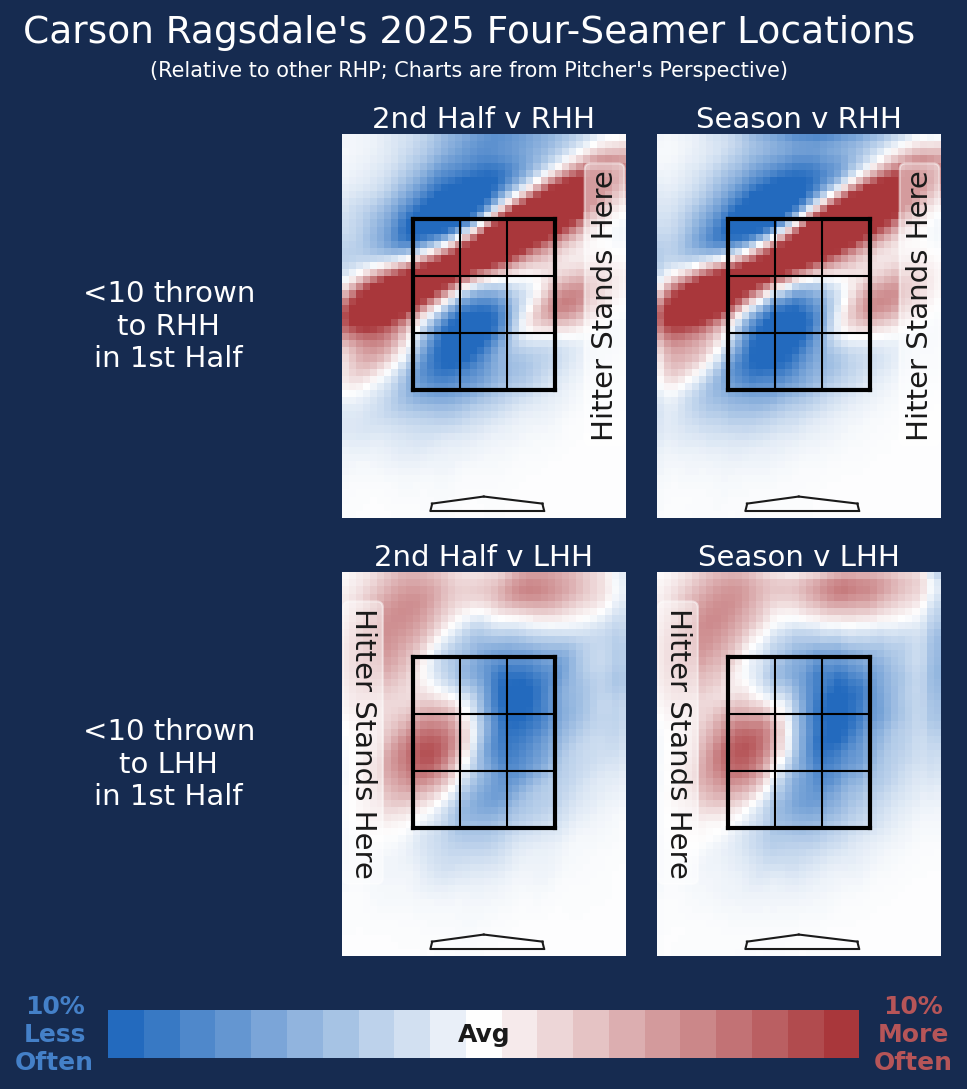 Carson Ragsdale's 2025 Four-Seamer Locations
(Relative to other RHP; Charts are from Pitcher's Perspective)
2nd Half v RHH
Season v RHH
<10 thrown
to RHH
in 1st Half
Hitter Stands Here
Hitter Stands Here
2nd Half v LHH
Season v LHH
<10 thrown
to LHH
in 1st Half
Hitter Stands Here
Hitter Stands Here
10%
Less
Often
Avg
10%
More
Often